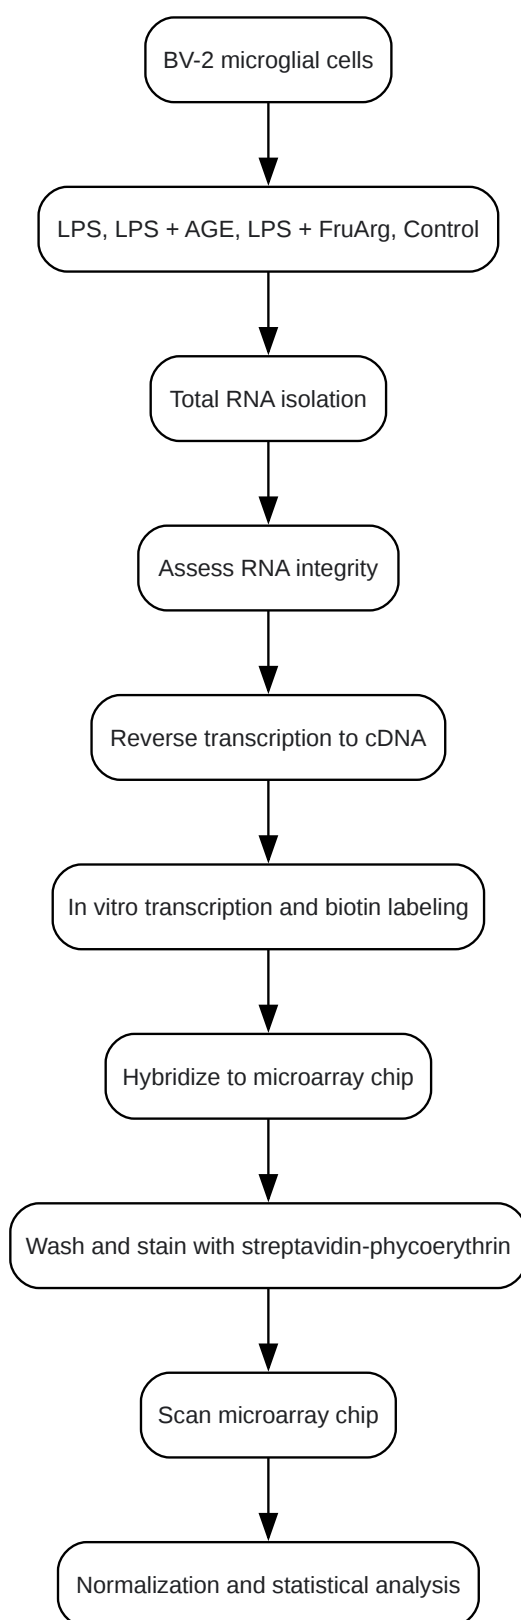 BV-2 microglial cells
LPS, LPS + AGE, LPS + FruArg, Control
Total RNA isolation
Assess RNA integrity
Reverse transcription to cDNA
In vitro transcription and biotin labeling
Hybridize to microarray chip
Wash and stain with streptavidin-phycoerythrin
Scan microarray chip
Normalization and statistical analysis